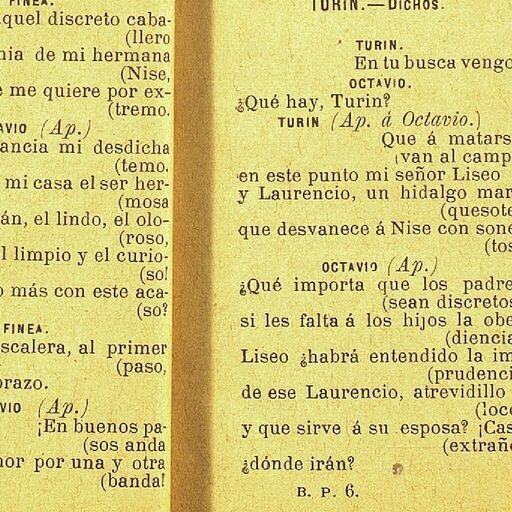 FINEA.
aquel discreto caba-
(llero
nia de mi hermana
(Nise,
e me quiere por ex-
(tremo.
AVIO (Ap.)
ancia mi desdicha
(temo.
mi casa el ser her-
(mosa
án, el lindo, el olo-
(roso,
l limpio y el curio-
(so!
o más con este aca-
(so?
FINEA.
scalera, al primer
(paso,
brazo.
VIO (Ap.)
¡En buenos pa-
(sos anda
nor por una y otra
(banda!
TURIN.—DICHOS.
TURIN.
En tu busca vengo
OCTAVIO.
¿Qué hay, Turin?
TURIN (Ap. á Octavio.)
Que á matars
van al camp
en este punto mi señor Liseo
y Laurencio, un hidalgo mar
(quesote
que desvanece á Nise con sone
(tos
OCTAVIO (Ap.)
¿Qué importa que los padre
(sean discretos
si les falta á los hijos la obe
(diencia
Liseo ¿habrá entendido la im
(prudenci
de ese Laurencio, atrevidillo
(loco
y que sirve á su esposa? ¡Cas
(extraño
¿dónde irán?
B. P. 6.